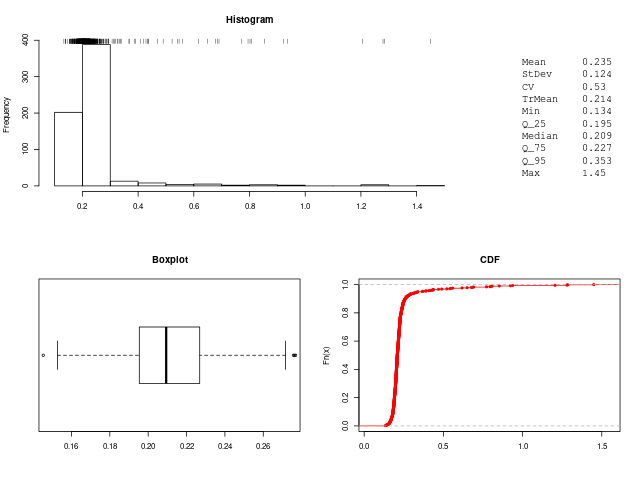 Histogram
Frequency
400
300
200
100
0
0.2 0.4 0.6 0.8 1.0 1.2 1.4
Mean 0.235
StDev 0.124
CV 0.53
TrMean 0.214
Min 0.134
Q_25 0.195
Median 0.209
Q_75 0.227
Q_95 0.353
Max 1.45
Boxplot
0.16 0.18 0.20 0.22 0.24 0.26
CDF
Fn(x)
1.0
0.8
0.6
0.4
0.2
0.0
0.0 0.5 1.0 1.5